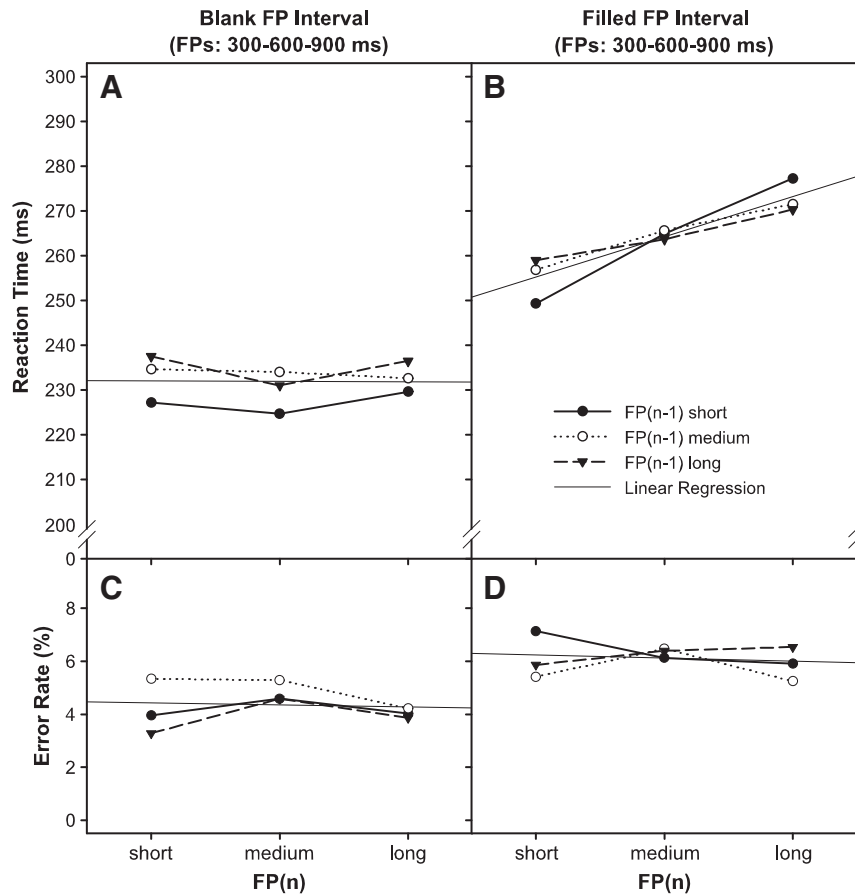 Blank FP Interval
(FPs: 300-600-900 ms)
Filled FP Interval
(FPs: 300-600-900 ms)
A
B
Reaction Time (ms)
300
290
280
270
260
250
240
230
220
210
200
0
FP(n-1) short
FP(n-1) medium
FP(n-1) long
Linear Regression
C
D
Error Rate (%)
8
6
4
2
0
short medium long
short medium long
FP(n)
FP(n)